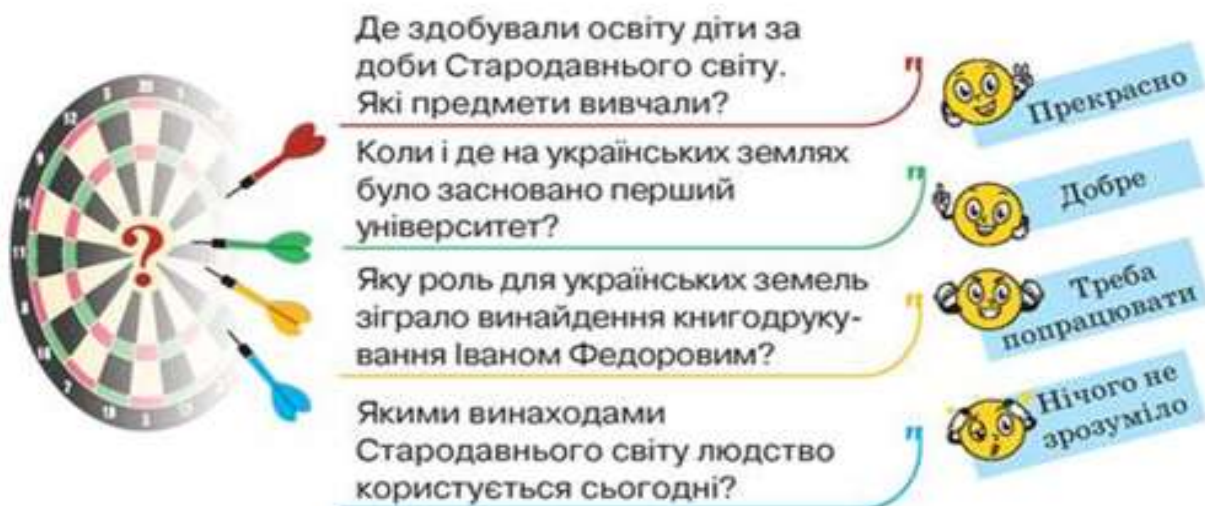 Де здобували освіту діти за
доби Стародавнього світу.
Які предмети вивчали?
Прекрасно
Коли і де на українських землях
було засновано перший
університет?
Добре
Яку роль для українських земель
зіграло винайдення книгодруку-
вання Іваном Федоровим?
Треба
попрацювати
Якими винаходами
Стародавнього світу людство
користується сьогодні?
Нічого не
зрозуміло
?